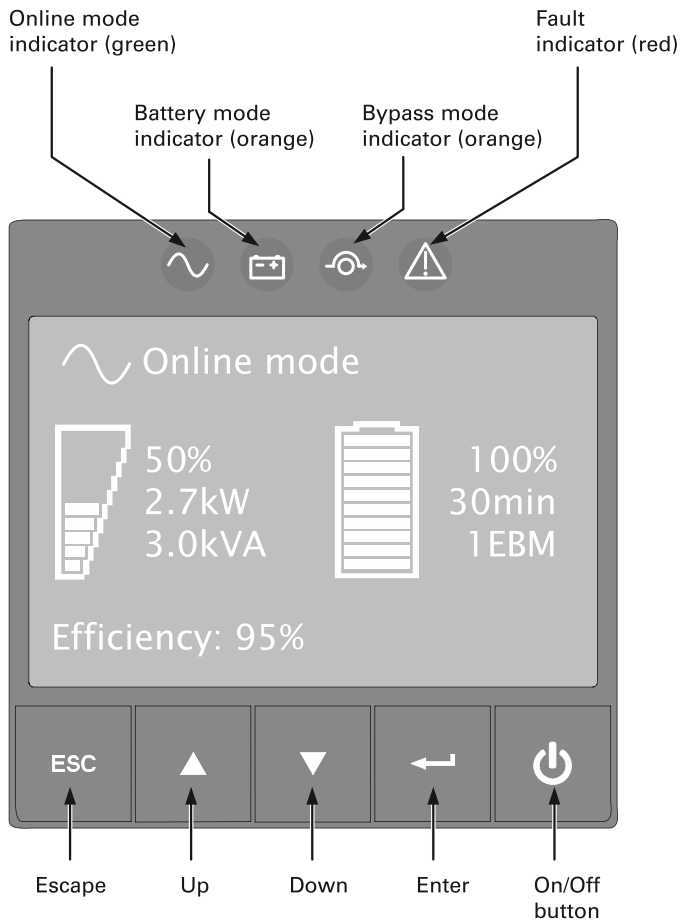 Online mode
indicator (green)
Fault
indicator (red)
Battery mode
indicator (orange)
Bypass mode
indicator (orange)
Online mode
50%
2.7kW
3.0kVA
100%
30min
1EBM
Efficiency: 95%
ESC
Escape
Up
Down
Enter
On/Off
button